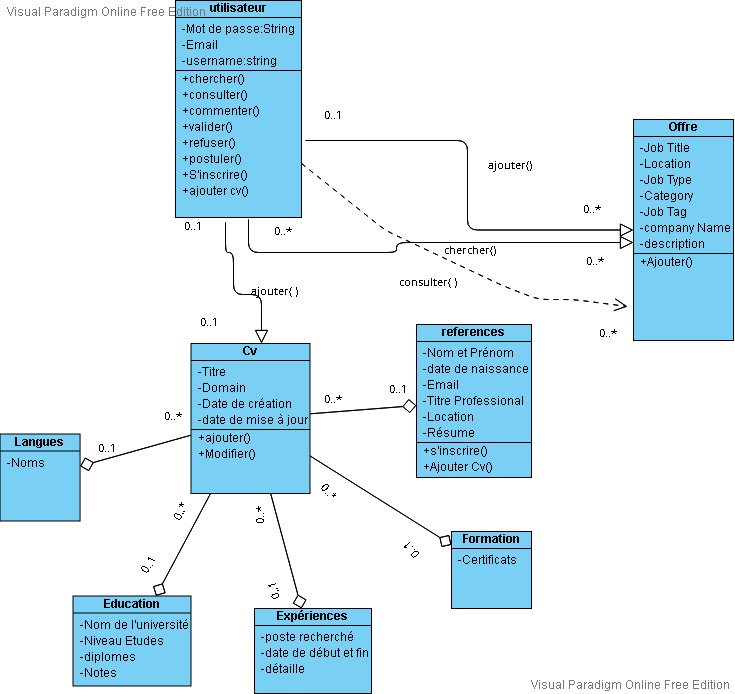 Visual Paradigm Online Free Edition
utilisateur
-Mot de passe:String
-Email
-username:string
+chercher()
+consulter()
+commenter()
+valider()
+refuser()
+postuler()
+S'inscrire()
+ajouter cv()
0..1
ajouter()
0..*
Offre
-Job Title
-Location
-Job Type
-Category
-Job Tag
-company Name
-description
+Ajouter()
0..1
0..*
chercher()
0..*
consulter( )
0..*
ajouter( )
0..1
Cv
-Titre
-Domain
-Date de création
-date de mise à jour
+ajouter()
+Modifier()
references
-Nom et Prénom
-date de naissance
-Email
-Titre Professional
-Location
-Résume
+s'inscrire()
+Ajouter Cv()
0..*
0..1
0..*
0..1
Langues
-Noms
0..*
0..1
0..*
0..1
0..*
0..1
Formation
-Certificats
Education
-Nom de l'université
-Niveau Etudes
-diplomes
-Notes
Expériences
-poste recherché
-date de début et fin
-détaille
Visual Paradigm Online Free Edition